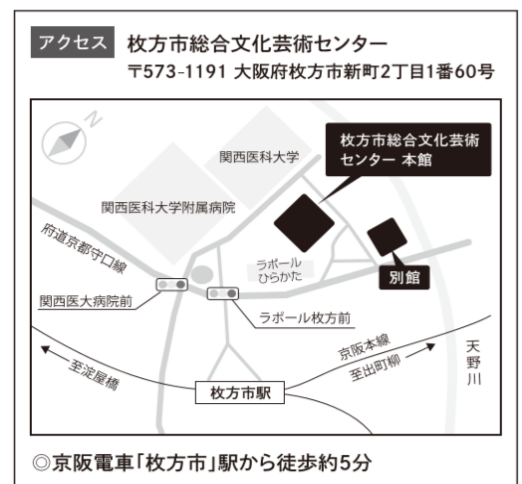 アクセス
枚方市総合文化芸術センター
〒573-1191 大阪府枚方市新町2丁目1番60号
N
関西医科大学
枚方市総合文化芸術
センター 本館
関西医科大学附属病院
府道京都守口線
ラポール
ひらかた
別館
関西医大病院前
ラポール枚方前
京阪本線
至出町柳
天野川
至淀屋橋
枚方市駅
◎京阪電車「枚方市」駅から徒歩約5分